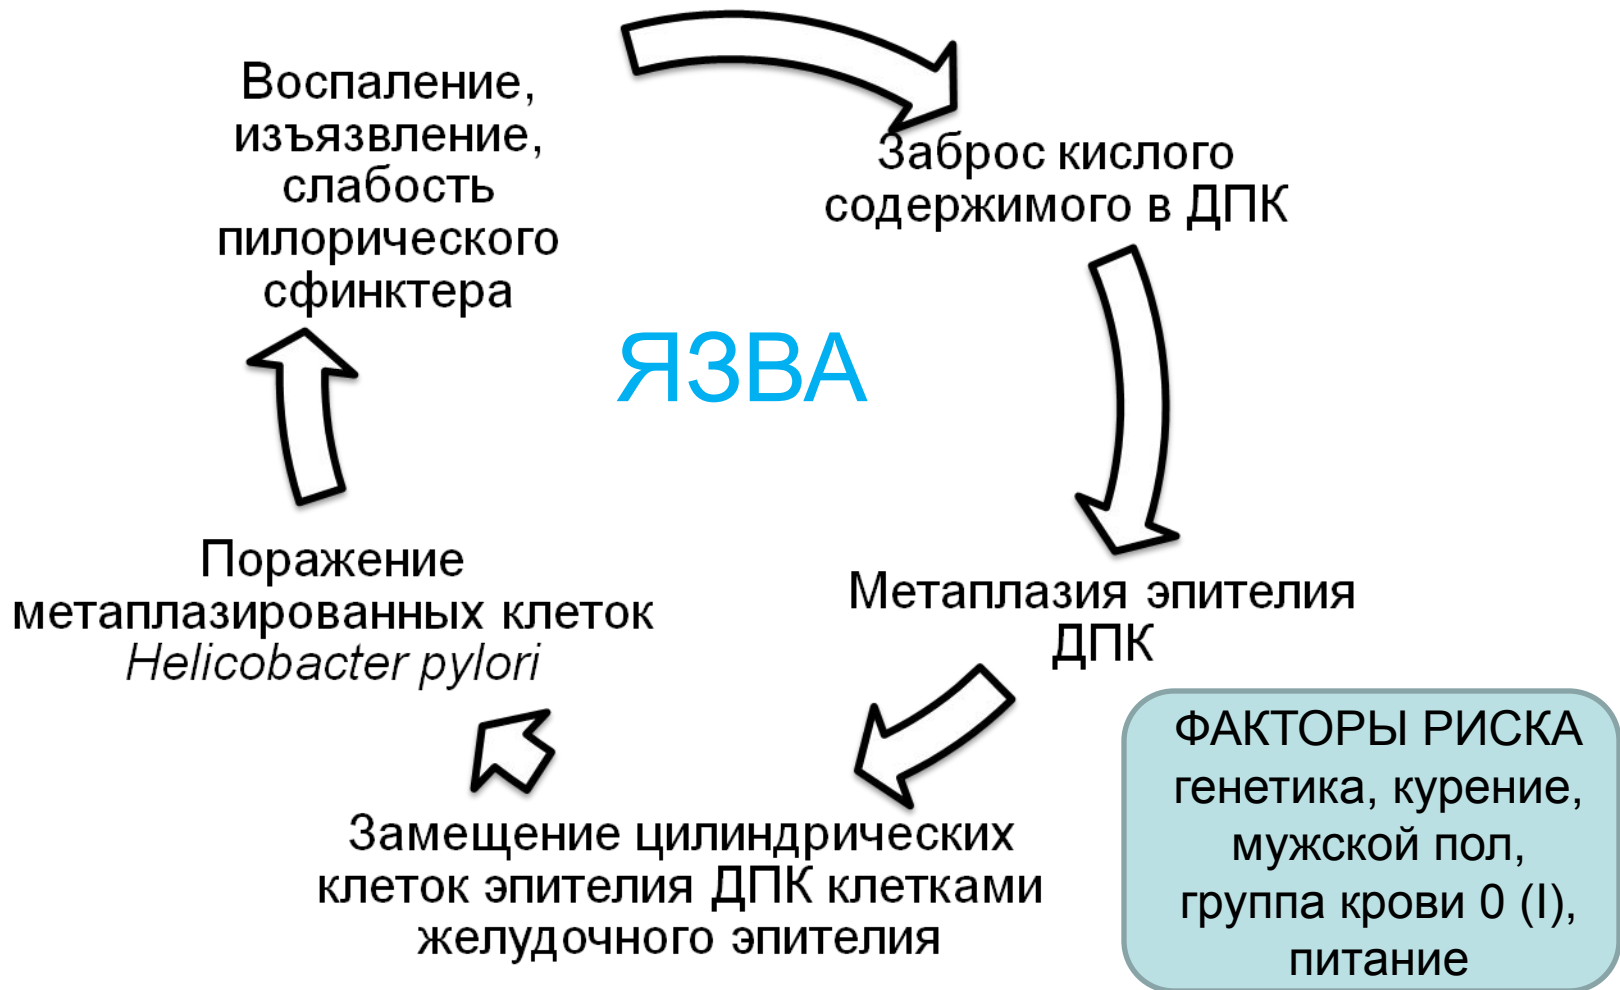 Воспаление,
изъязвление,
слабость
пилорического
сфинктера
Заброс кислого
содержимого в ДПК
ЯЗВА
Поражение
метаплазированных клеток
Helicobacter pylori
Метаплазия эпителия
ДПК
Замещение цилиндрических
клеток эпителия ДПК клетками
желудочного эпителия
ФАКТОРЫ РИСКА
генетика, курение,
мужской пол,
группа крови 0 (I),
питание